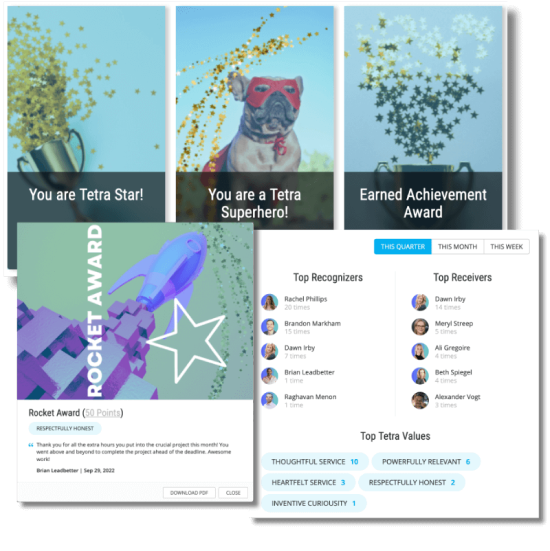 You are Tetra Star!
You are a Tetra
Superhero!
Earned Achievement
Award
ROCKET AWARD
Rocket Award (50 Points)
RESPECTFULLY HONEST
“ Thank you for all the extra hours you put into the crucial project this month! You
went above and beyond to complete the project ahead of the deadline. Awesome
work!
Brian Leadbetter | Sep 29, 2022
DOWNLOAD PDF CLOSE
THIS QUARTER THIS MONTH THIS WEEK
Top Recognizers
Rachel Phillips
20 times
Brandon Markham
15 times
Dawn Irby
7 times
Brian Leadbetter
1 time
Raghavan Menon
1 time
Top Receivers
Dawn Irby
14 times
Meryl Streep
5 times
Ali Gregoire
4 times
Beth Spiegel
4 times
Alexander Vogt
3 times
Top Tetra Values
THOUGHTFUL SERVICE 10 POWERFULLY RELEVANT 6
HEARTFELT SERVICE 3 RESPECTFULLY HONEST 2
INVENTIVE CURIOUSITY 1